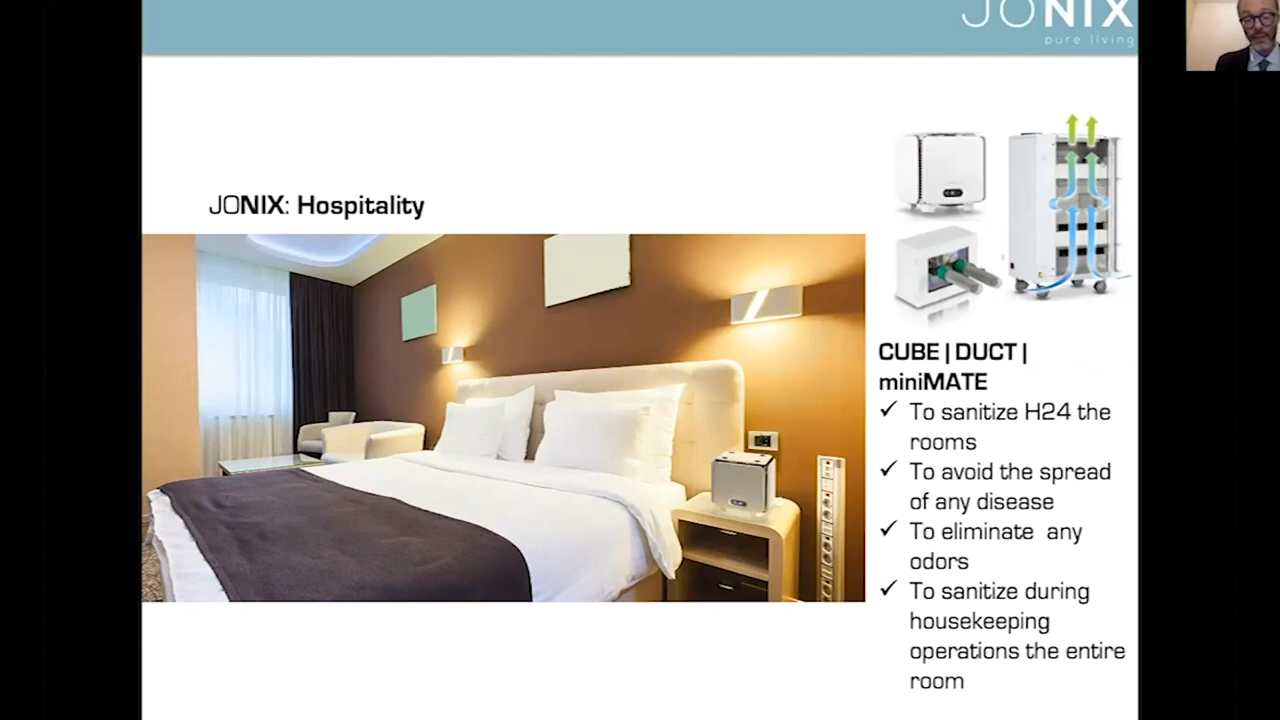 JONIX
pure living
JONIX: Hospitality
CUBE | DUCT |
miniMATE
✓ To sanitize H24 the
rooms
✓ To avoid the spread
of any disease
✓ To eliminate any
odors
✓ To sanitize during
housekeeping
operations the entire
room